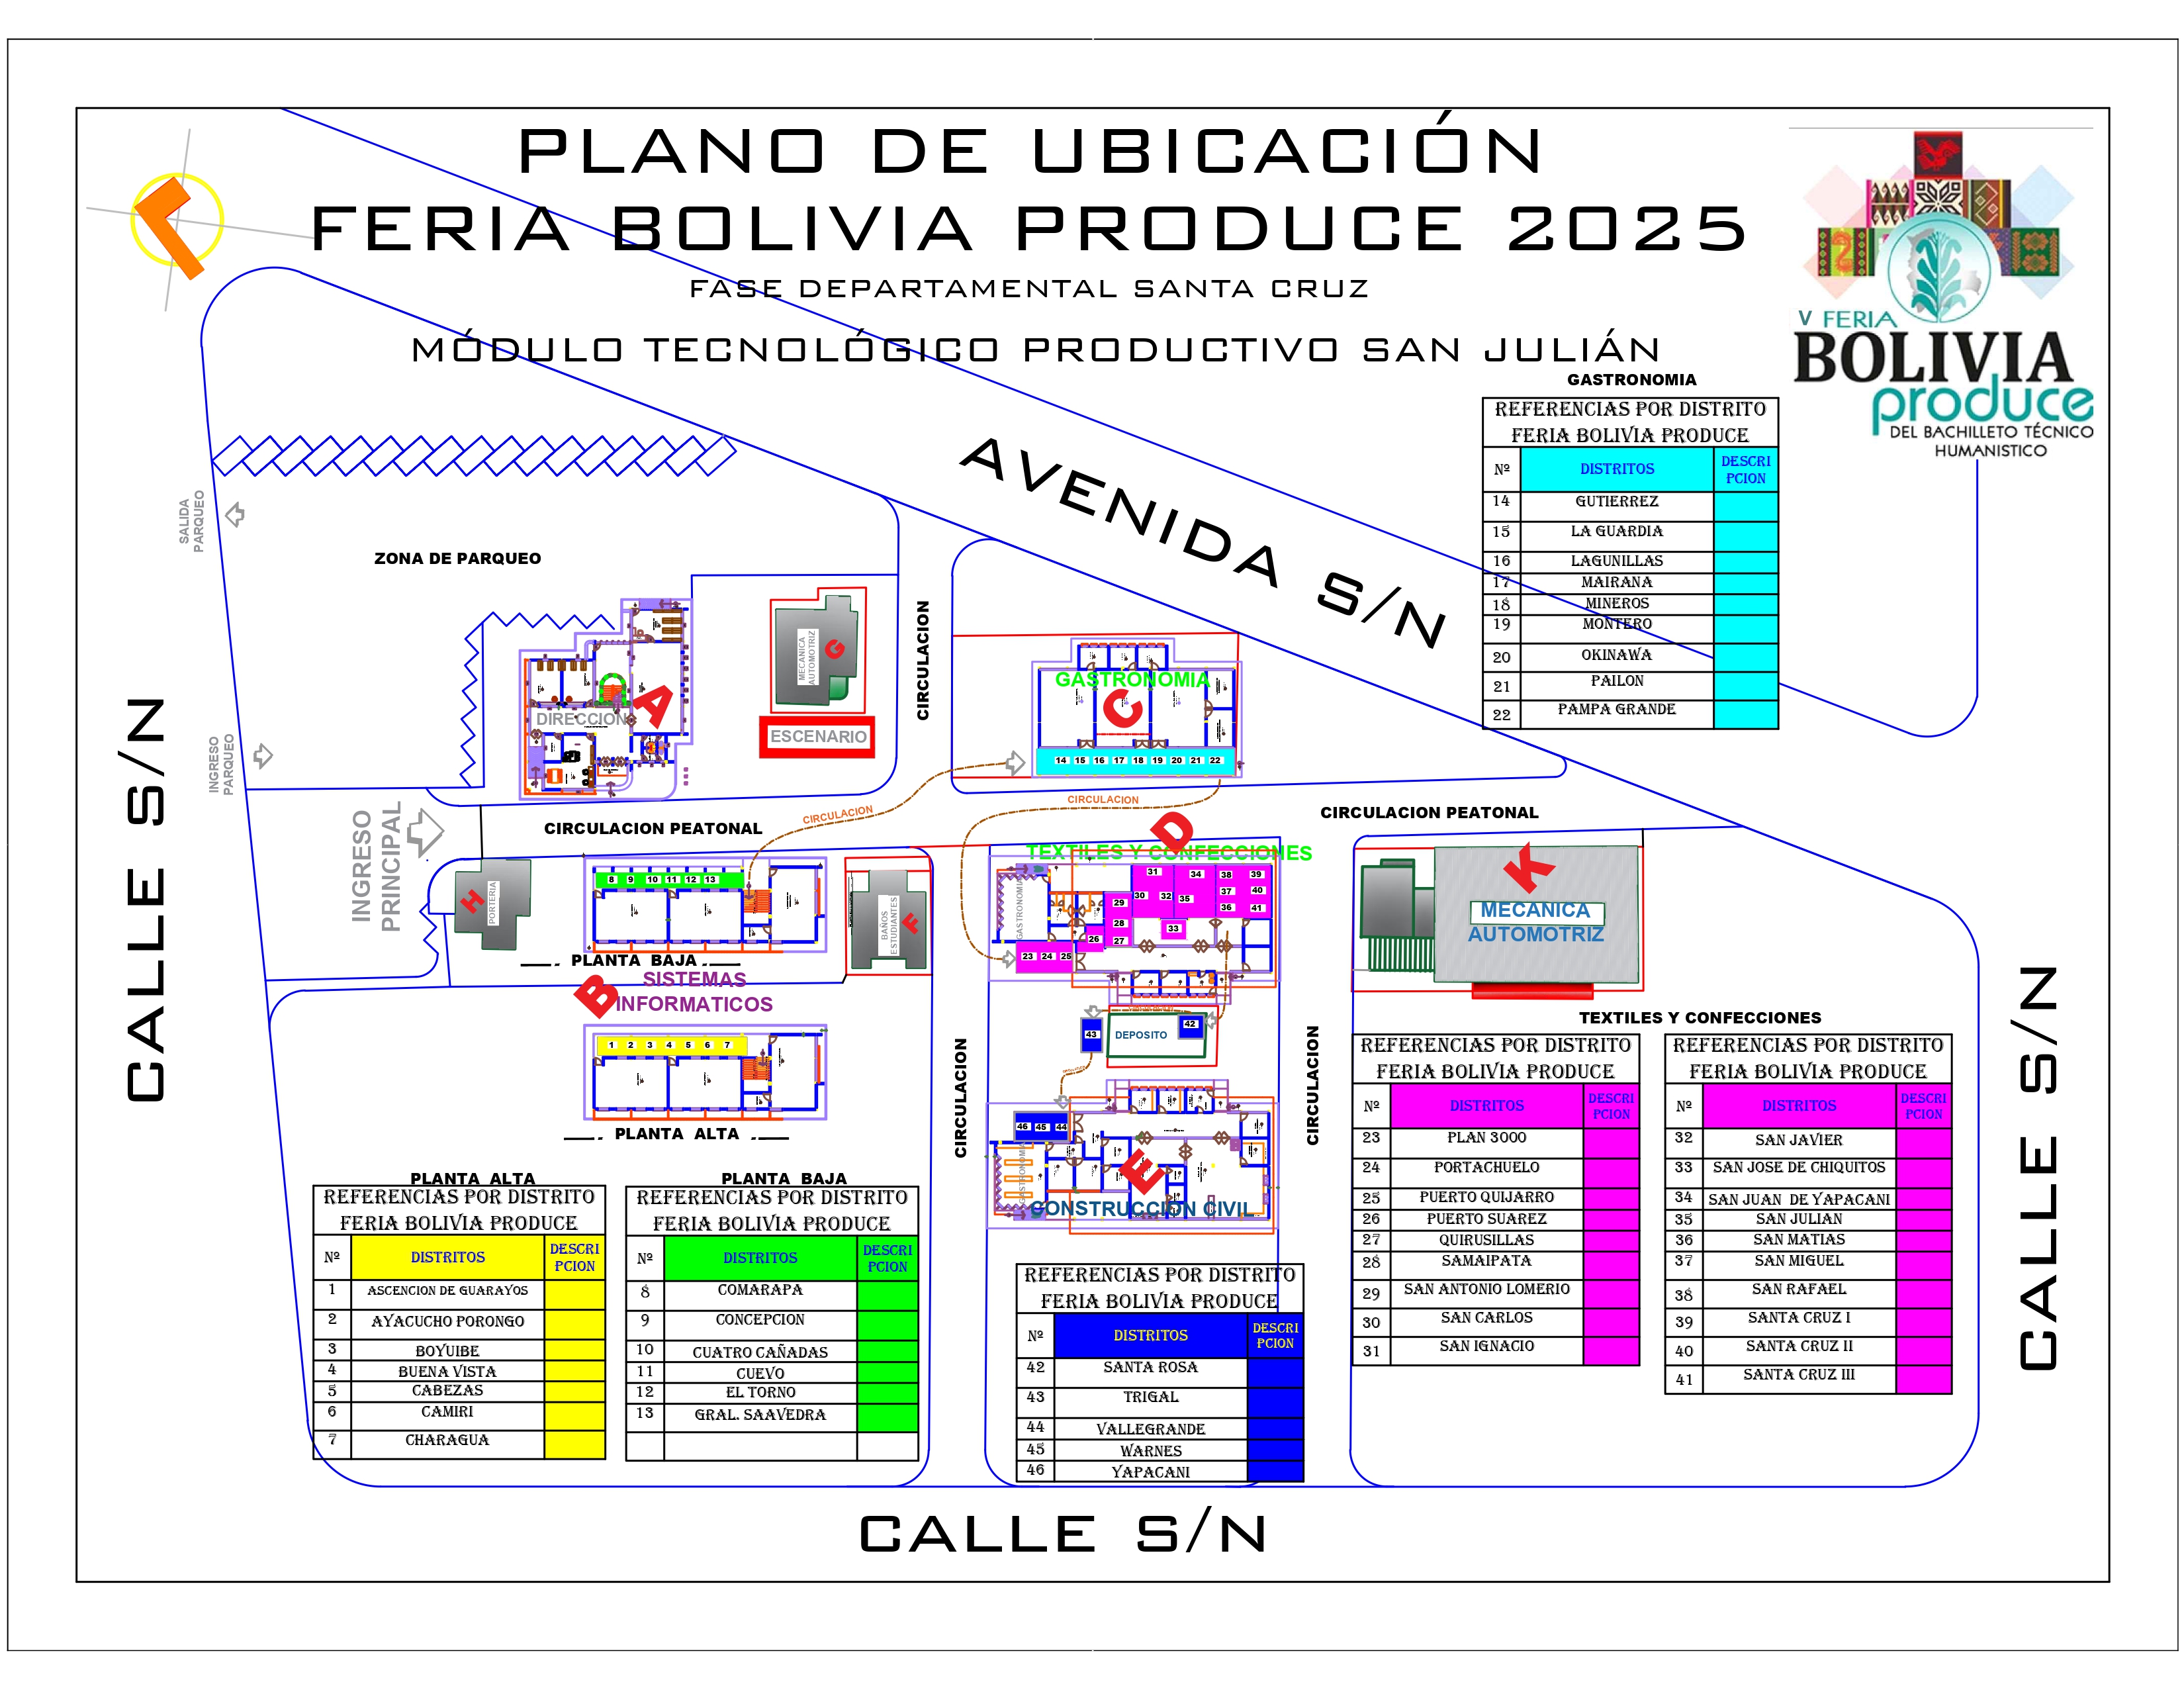 PLANO DE UBICACIÓN
FERIA BOLIVIA PRODUCE 2025
FASE DEPARTAMENTAL SANTA CRUZ
MÓDULO TECNOLÓGICO PRODUCTIVO SAN JULIÁN
V FERIA
BOLIVIA
produce
DEL BACHILLETO TÉCNICO
HUMANISTICO
GASTRONOMIA
REFERENCIAS POR DISTRITO
FERIA BOLIVIA PRODUCE
Nº DISTRITOS DESCRI
PCION
14 GUTIERREZ
15 LA GUARDIA
16 LAGUNILLAS
17 MAIRANA
18 MINEROS
19 MONTERO
20 OKINAWA
21 PAILON
22 PAMPA GRANDE
AVENIDA S/N
SALIDA
PARQUEO
ZONA DE PARQUEO
INGRESO
PARQUEO
CALLE S/N
DIRECCION
A
MECANICA
AUTOMOTRIZ
G
ESCENARIO
CIRCULACION
GASTRONOMIA
C
14 15 16 17 18 19 20 21 22
INGRESO
PRINCIPAL
CIRCULACION PEATONAL
CIRCULACION
CIRCULACION
CIRCULACION PEATONAL
H
PORTERIA
8 9 10 11 12 13
PLANTA BAJA
BAÑOS
ESTUDIANTES
F
B
SISTEMAS
INFORMATICOS
1 2 3 4 5 6 7
PLANTA ALTA
D
TEXTILES Y CONFECCIONES
GASTRONOMIA
31 34 38 39
37 40
30 32 35
29 36 41
28
33
26 27
23 24 25
43
DEPOSITO
42
CIRCULACION
CIRCULACION
46 45 44
GASTRONOMIA
E
CONSTRUCCION CIVIL
K
MECANICA
AUTOMOTRIZ
CALLE S/N
PLANTA ALTA
REFERENCIAS POR DISTRITO
FERIA BOLIVIA PRODUCE
Nº DISTRITOS DESCRI
PCION
1 ASCENCION DE GUARAYOS
2 AYACUCHO PORONGO
3 BOYUIBE
4 BUENA VISTA
5 CABEZAS
6 CAMIRI
7 CHARAGUA
PLANTA BAJA
REFERENCIAS POR DISTRITO
FERIA BOLIVIA PRODUCE
Nº DISTRITOS DESCRI
PCION
8 COMARAPA
9 CONCEPCION
10 CUATRO CAÑADAS
11 CUEVO
12 EL TORNO
13 GRAL. SAAVEDRA
REFERENCIAS POR DISTRITO
FERIA BOLIVIA PRODUCE
Nº DISTRITOS DESCRI
PCION
42 SANTA ROSA
43 TRIGAL
44 VALLEGRANDE
45 WARNES
46 YAPACANI
TEXTILES Y CONFECCIONES
REFERENCIAS POR DISTRITO
FERIA BOLIVIA PRODUCE
Nº DISTRITOS DESCRI
PCION
23 PLAN 3000
24 PORTACHUELO
25 PUERTO QUIJARRO
26 PUERTO SUAREZ
27 QUIRUSILLAS
28 SAMAIPATA
29 SAN ANTONIO LOMERIO
30 SAN CARLOS
31 SAN IGNACIO
REFERENCIAS POR DISTRITO
FERIA BOLIVIA PRODUCE
Nº DISTRITOS DESCRI
PCION
32 SAN JAVIER
33 SAN JOSE DE CHIQUITOS
34 SAN JUAN DE YAPACANI
35 SAN JULIAN
36 SAN MATIAS
37 SAN MIGUEL
38 SAN RAFAEL
39 SANTA CRUZ I
40 SANTA CRUZ II
41 SANTA CRUZ III
CALLE S/N